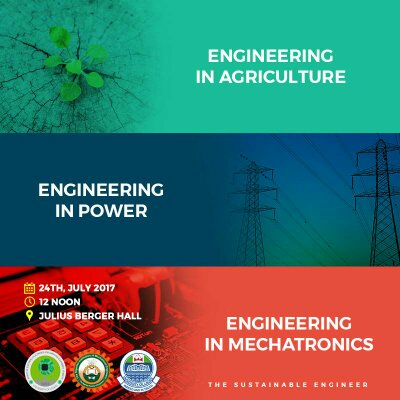 ENGINEERING
IN AGRICULTURE
ENGINEERING
IN POWER
24TH, JULY 2017
12 NOON
JULIUS BERGER HALL
ENGINEERING
IN MECHATRONICS
THE SUSTAINABLE ENGINEER